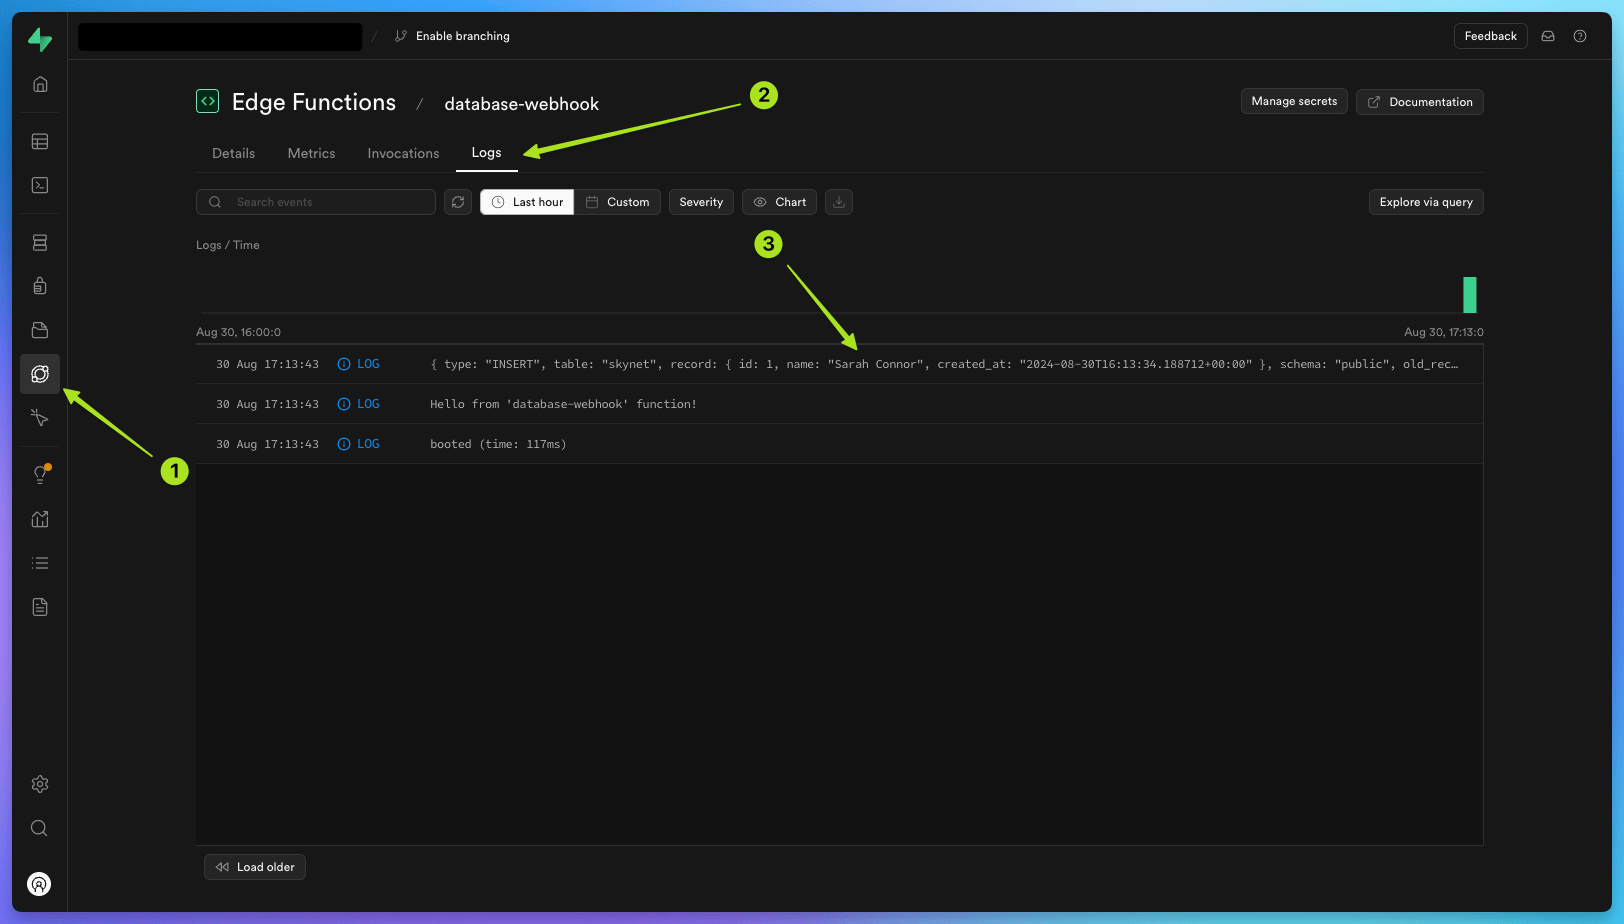 / Enable branching
Feedback
Edge Functions / database-webhook
2
Manage secrets
Documentation
Details Metrics Invocations Logs
Search events
Last hour
Custom
Severity
Chart
Explore via query
Logs / Time
3
Aug 30, 16:00:0
Aug 30, 17:13:0
30 Aug 17:13:43 LOG { type: "INSERT", table: "skynet", record: { id: 1, name: "Sarah Connor", created_at: "2024-08-30T16:13:34.188712+00:00" }, schema: "public", old_rec…
30 Aug 17:13:43 LOG Hello from 'database-webhook' function!
30 Aug 17:13:43 LOG booted (time: 117ms)
1
Load older